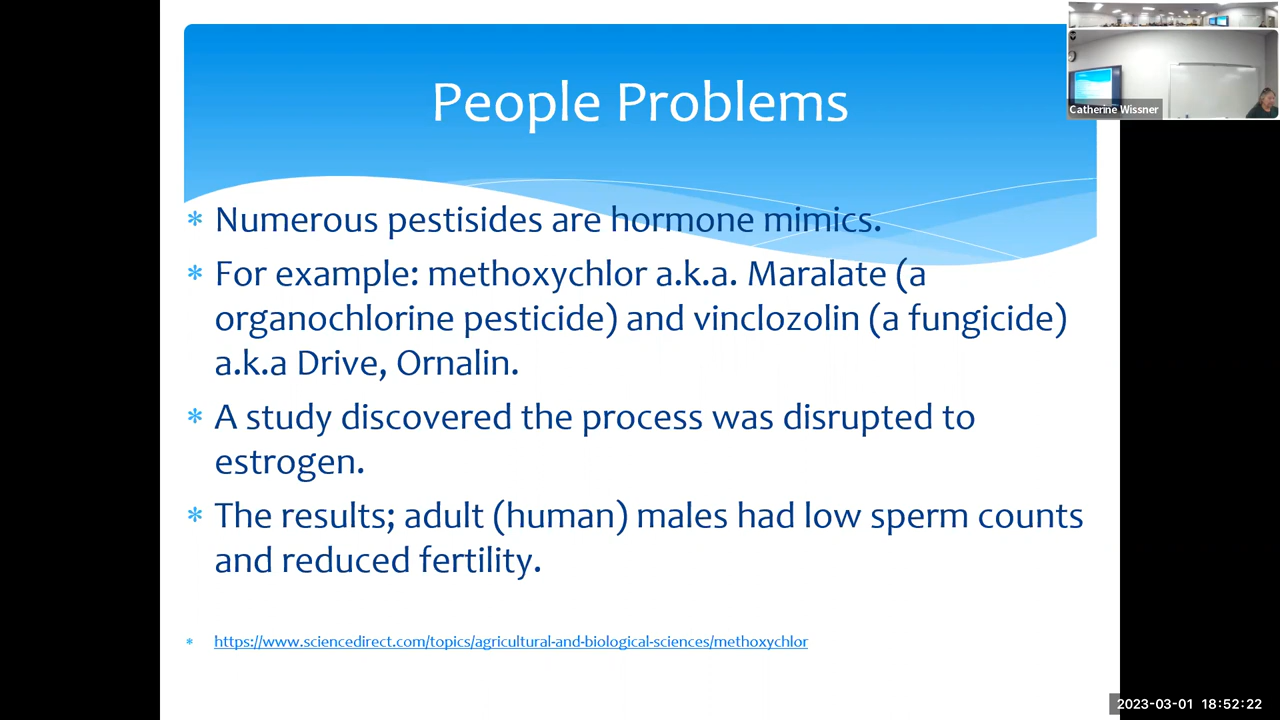 People Problems
Catherine Wissner
* Numerous pestisides are hormone mimics.
* For example: methoxychlor a.k.a. Maralate (a
organochlorine pesticide) and vinclozolin (a fungicide)
a.k.a Drive, Ornalin.
* A study discovered the process was disrupted to
estrogen.
* The results; adult (human) males had low sperm counts
and reduced fertility.
* https://www.sciencedirect.com/topics/agricultural-and-biological-sciences/methoxychlor
2023-03-01 18:52:22